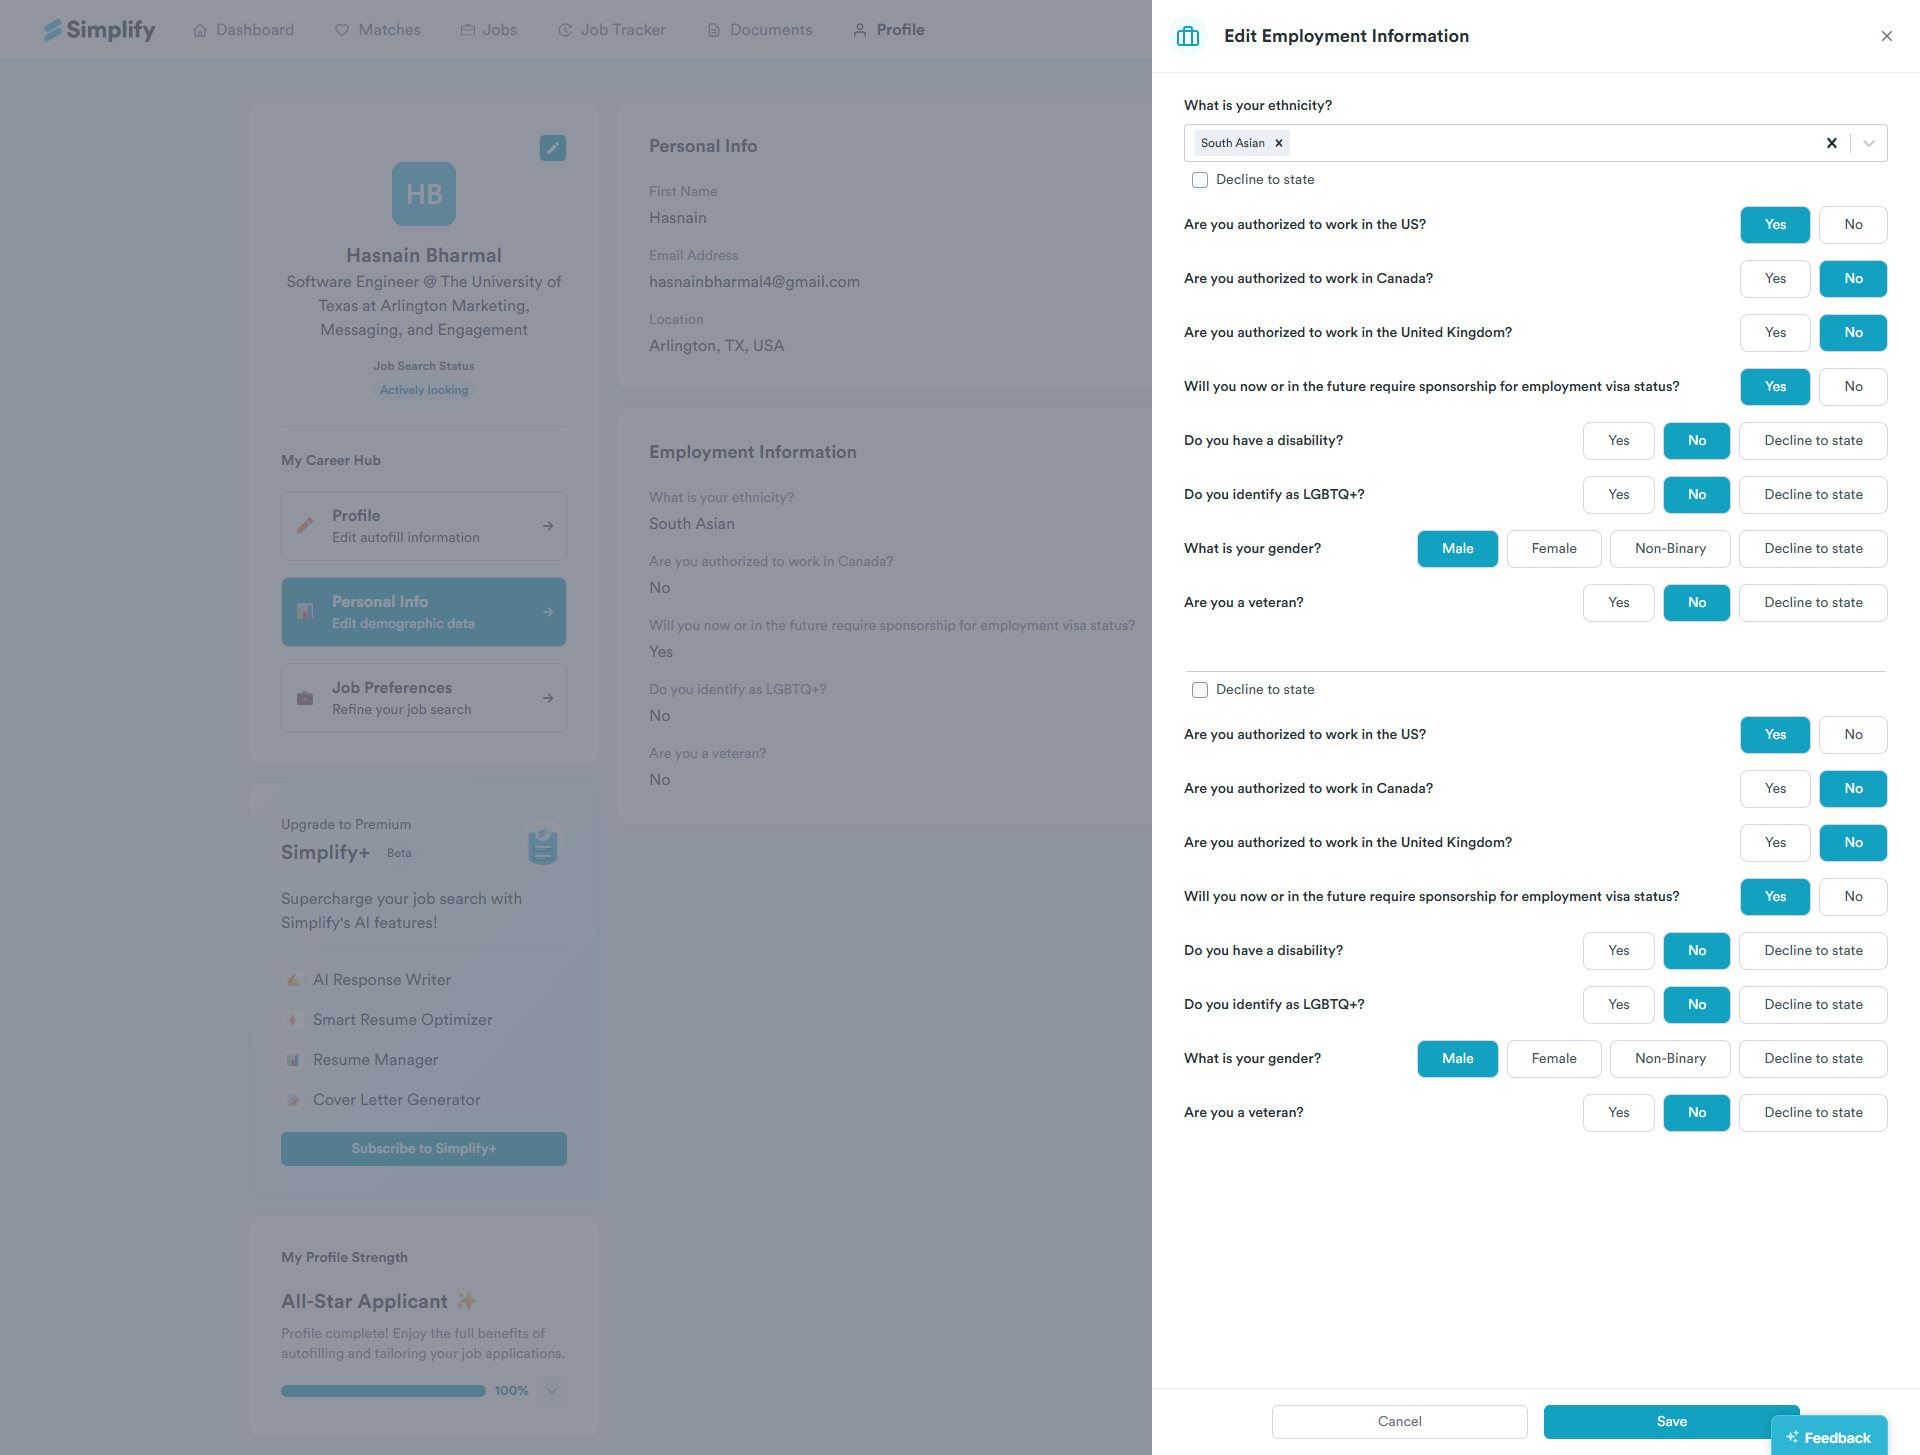 Simplify
Dashboard
Matches
Jobs
Job Tracker
Documents
Profile
HB
Hasnain Bharmal
Software Engineer @ The University of
Texas at Arlington Marketing,
Messaging, and Engagement
Job Search Status
Actively looking
My Career Hub
Profile
Edit autofill information
Personal Info
Edit demographic data
Job Preferences
Refine your job search
Upgrade to Premium
Simplify+ Beta
Supercharge your job search with
Simplify's AI features!
AI Response Writer
Smart Resume Optimizer
Resume Manager
Cover Letter Generator
Subscribe to Simplify+
My Profile Strength
All-Star Applicant
Profile complete! Enjoy the full benefits of
autofilling and tailoring your job applications.
100%
Personal Info
First Name
Hasnain
Email Address
hasnainbharmal4@gmail.com
Location
Arlington, TX, USA
Employment Information
What is your ethnicity?
South Asian
Are you authorized to work in Canada?
No
Will you now or in the future require sponsorship for employment visa status?
Yes
Do you identify as LGBTQ+?
No
Are you a veteran?
No
Edit Employment Information
What is your ethnicity?
South Asian
Decline to state
Are you authorized to work in the US? Yes No
Are you authorized to work in Canada? Yes No
Are you authorized to work in the United Kingdom? Yes No
Will you now or in the future require sponsorship for employment visa status? Yes No
Do you have a disability? Yes No Decline to state
Do you identify as LGBTQ+? Yes No Decline to state
What is your gender? Male Female Non-Binary Decline to state
Are you a veteran? Yes No Decline to state
Decline to state
Are you authorized to work in the US? Yes No
Are you authorized to work in Canada? Yes No
Are you authorized to work in the United Kingdom? Yes No
Will you now or in the future require sponsorship for employment visa status? Yes No
Do you have a disability? Yes No Decline to state
Do you identify as LGBTQ+? Yes No Decline to state
What is your gender? Male Female Non-Binary Decline to state
Are you a veteran? Yes No Decline to state
Cancel
Save
Feedback